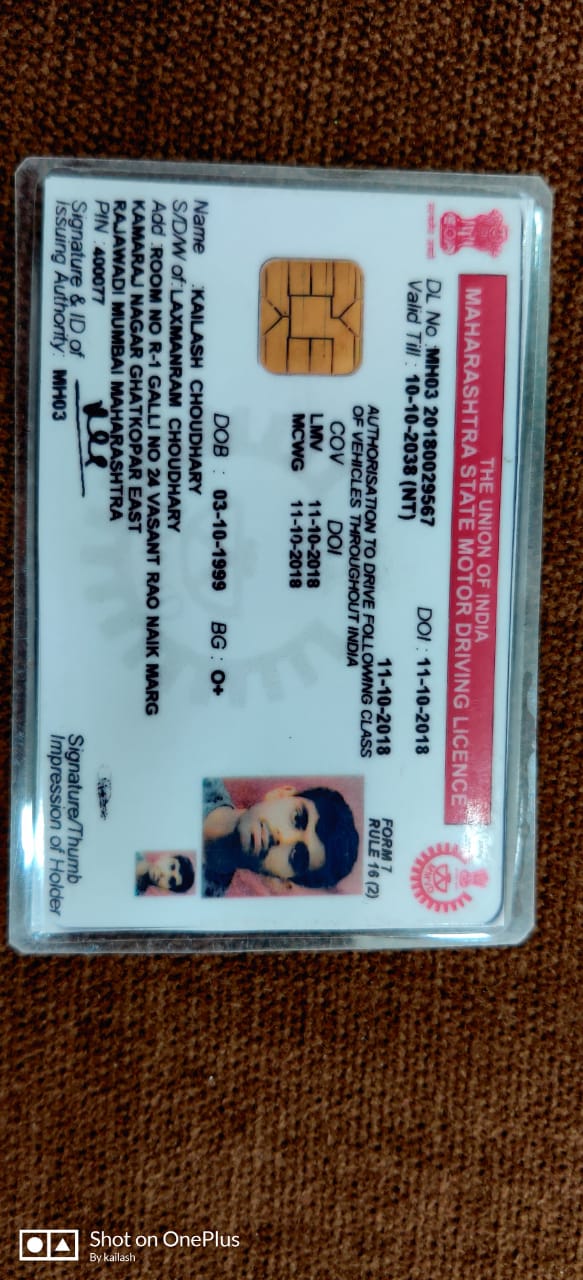 THE UNION OF INDIA
MAHARASHTRA STATE MOTOR DRIVING LICENCE
DL No :MH03 20180029567 DOI : 11-10-2018
Valid Till : 10-10-2038 (NT)
11-10-2018
FORM 7
RULE 16 (2)
AUTHORISATION TO DRIVE FOLLOWING CLASS
OF VEHICLES THROUGHOUT INDIA
COV DOI
LMV 11-10-2018
MCWG 11-10-2018
DOB : 03-10-1999 BG : O+
Name :KAILASH CHOUDHARY
S/D/W of :LAXMANRAM CHOUDHARY
Add :ROOM NO R-1 GALLI NO 24 VASANT RAO NAIK MARG
KAMARAJ NAGAR GHATKOPAR EAST
RAJAWADI MUMBAI MAHARASHTRA
PIN : 400077
Signature & ID of
Issuing Authority: MH03
Signature/Thumb
Impression of Holder
Shot on OnePlus
By kailash